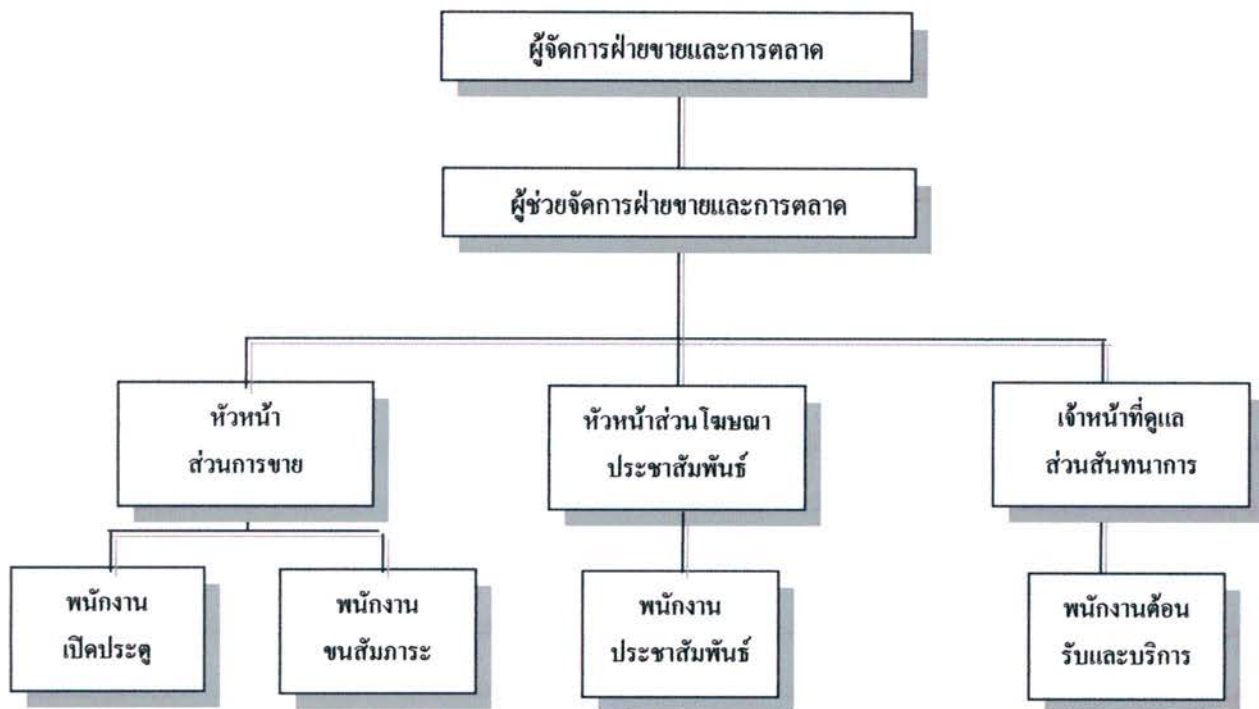 ผู้จัดการฝ่ายขายและการตลาด
ผู้ช่วยจัดการฝ่ายขายและการตลาด
หัวหน้า
ส่วนการขาย
หัวหน้าส่วนโฆษณา
ประชาสัมพันธ์
เจ้าหน้าที่ดูแล
ส่วนสันทนาการ
พนักงาน
เปิดประตู
พนักงาน
ขนสัมภาระ
พนักงาน
ประชาสัมพันธ์
พนักงานต้อน
รับและบริการ